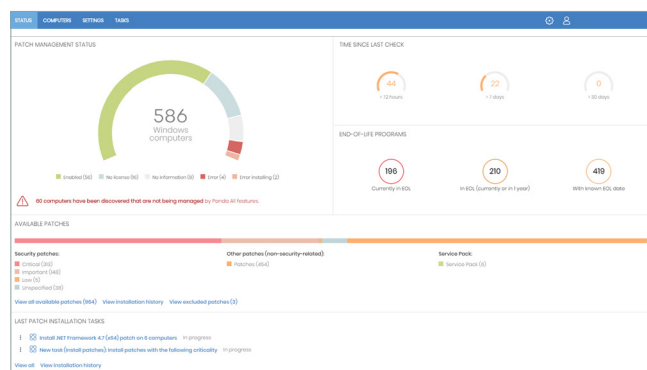 STATUS COMPUTERS SETTINGS TASKS
PATCH MANAGEMENT STATUS
586
Windows
computers
Enabled (56) No license (16) No information (8) Error (4) Error installing (2)
60 computers have been discovered that are not being managed by Panda All features.
TIME SINCE LAST CHECK
44 22 0
> 72 hours > 7 days > 30 days
END-OF-LIFE PROGRAMS
196 210 419
Currently in EOL In EOL (currently or in 1 year) With known EOL date
AVAILABLE PATCHES
Security patches: Other patches (non-security-related): Service Pack:
Critical (313) Patches (464) Service Pack (6)
Important (146)
Low (5)
Unspecified (36)
View all available patches (964) View installation history View excluded patches (3)
LAST PATCH INSTALLATION TASKS
Install .NET Framework 4.7 (x64) patch on 8 computers In progress
New task (Install patches): Install patches with the following criticality In progress
View all View installation history